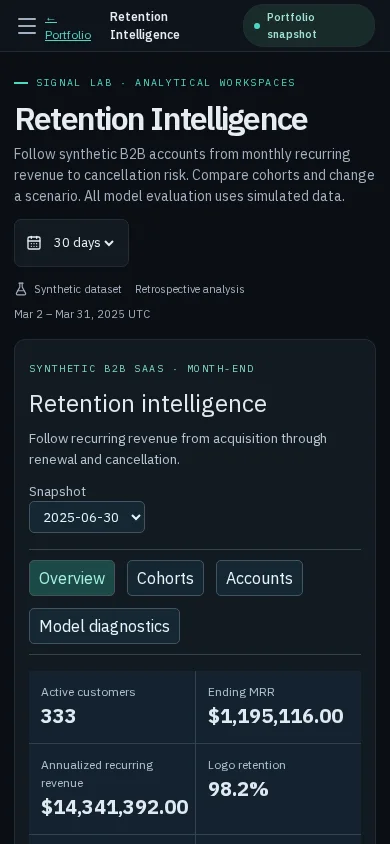 ← Portfolio
Retention Intelligence
Portfolio snapshot
SIGNAL LAB · ANALYTICAL WORKSPACES
Retention Intelligence
Follow synthetic B2B accounts from monthly recurring
revenue to cancellation risk. Compare cohorts and change
a scenario. All model evaluation uses simulated data.
30 days
Synthetic dataset Retrospective analysis
Mar 2 – Mar 31, 2025 UTC
SYNTHETIC B2B SAAS · MONTH-END
Retention intelligence
Follow recurring revenue from acquisition through
renewal and cancellation.
Snapshot
2025-06-30
Overview Cohorts Accounts
Model diagnostics
Active customers
333
Ending MRR
$1,195,116.00
Annualized recurring
revenue
$14,341,392.00
Logo retention
98.2%